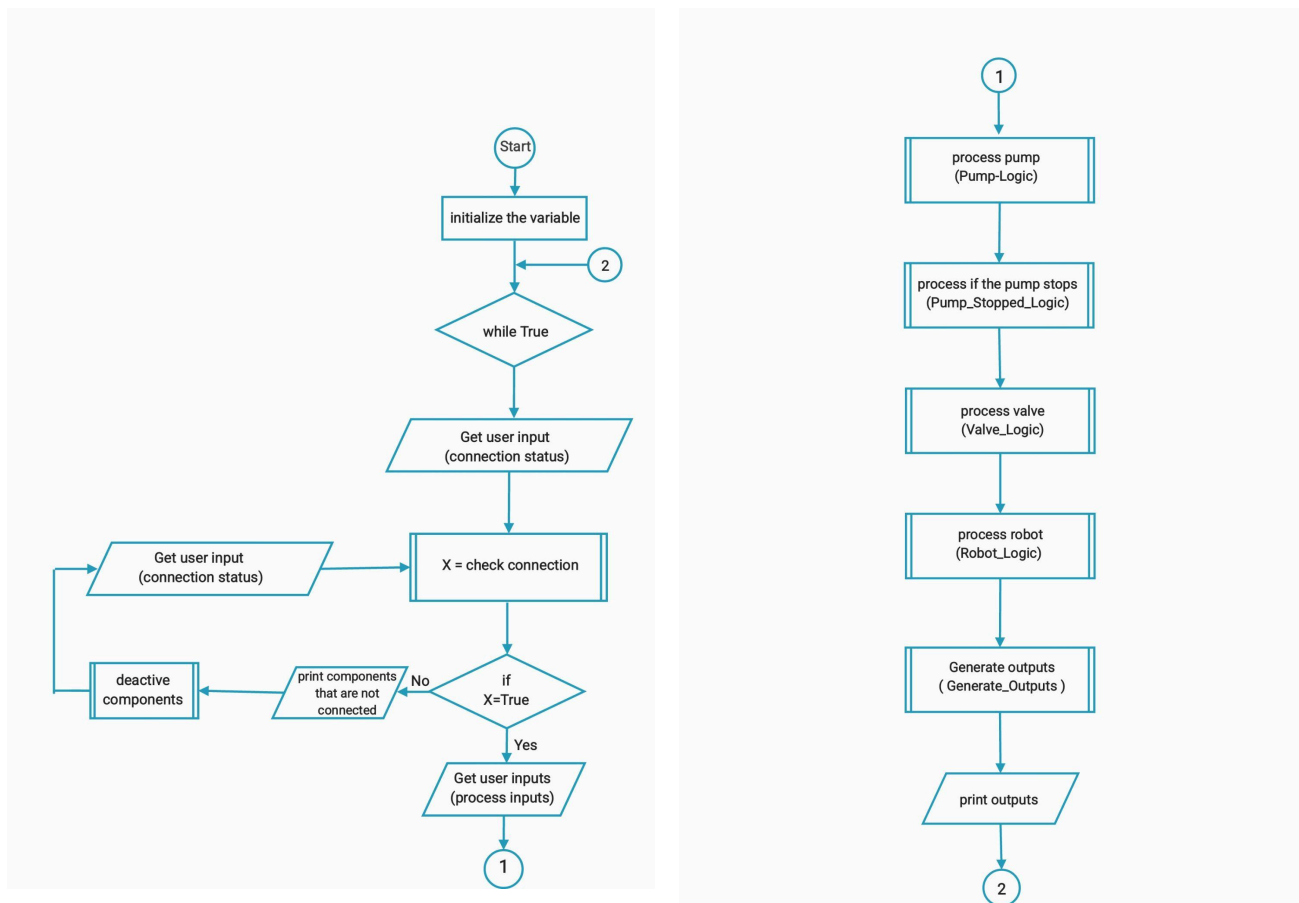 Start
initialize the variable
2
while True
Get user input
(connection status)
Get user input
(connection status)
X = check connection
deactive
components
print components
that are not
connected
No
if
X=True
Yes
Get user inputs
(process inputs)
1
1
process pump
(Pump-Logic)
process if the pump stops
(Pump_Stopped_Logic)
process valve
(Valve_Logic)
process robot
(Robot_Logic)
Generate outputs
( Generate_Outputs )
print outputs
2